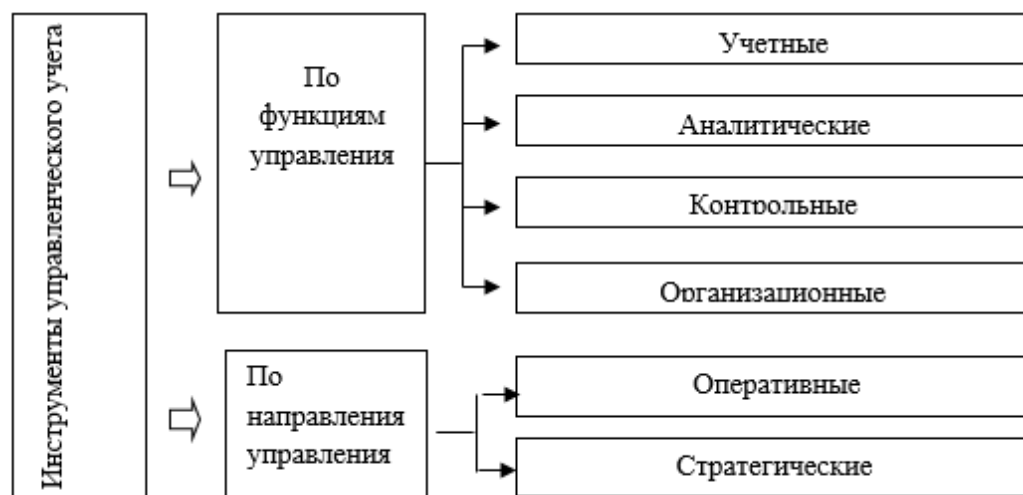 Инструменты управленческого учета
По
функциям
управления
Учетные
Аналитические
Контрольные
Организационные
По
направления
управления
Оперативные
Стратегические